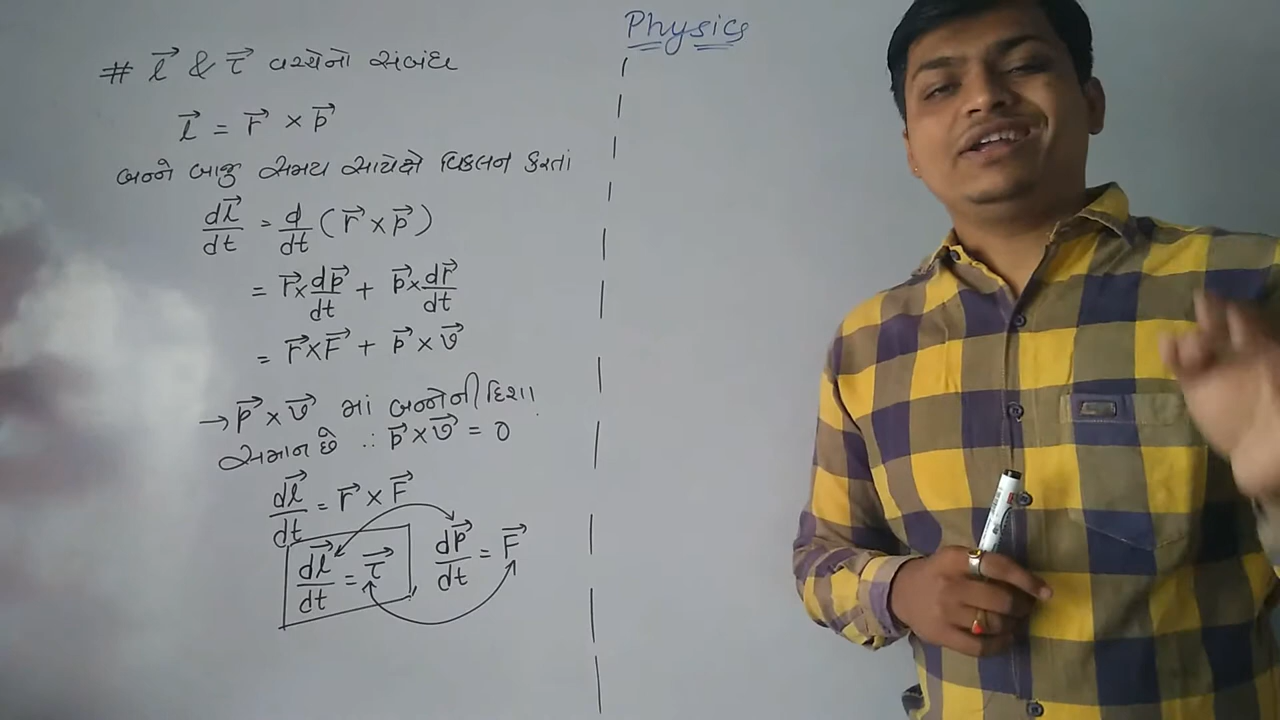 # l⃗ & τ⃗ વચ્ચેનો સંબંધ
l⃗ = r⃗ × p⃗
બન્ને બાજુ સમય સાપેક્ષે વિકલન કરતાં
dl⃗/dt = d/dt (r⃗ × p⃗)
= r⃗ × dp⃗/dt + p⃗ × dr⃗/dt
= r⃗ × F⃗ + p⃗ × v⃗
→ p⃗ × v⃗ માં બન્નેની દિશા
સમાન છે ∴ p⃗ × v⃗ = 0
dl⃗/dt = r⃗ × F⃗
dl⃗/dt = τ⃗ dp⃗/dt = F⃗
Physics